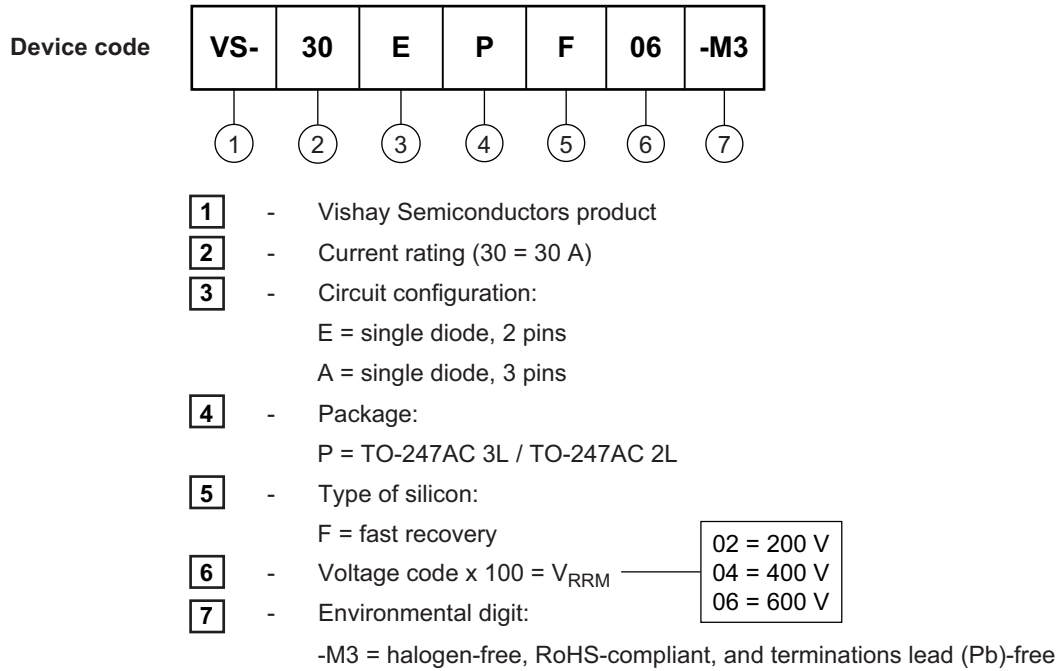 Device code VS- 30 E P F 06 -M3
1 2 3 4 5 6 7
1 - Vishay Semiconductors product
2 - Current rating (30 = 30 A)
3 - Circuit configuration:
E = single diode, 2 pins
A = single diode, 3 pins
4 - Package:
P = TO-247AC 3L / TO-247AC 2L
5 - Type of silicon:
F = fast recovery
6 - Voltage code x 100 = VRRM
02 = 200 V
04 = 400 V
06 = 600 V
7 - Environmental digit:
-M3 = halogen-free, RoHS-compliant, and terminations lead (Pb)-free